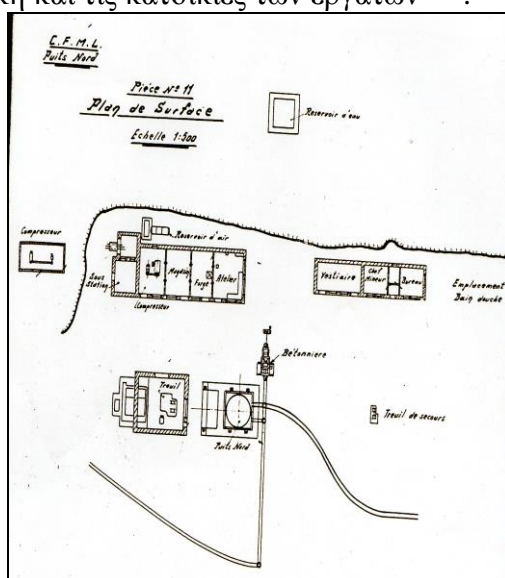 και τις κατοικίες των εργατών
C.F.M.L.
Puits Nord
Pièce Nº 11
Plan de Surface
Echelle 1:500
Reservoir d'eau
Compresseur
Reservoir d'air
Sous
Station
Magasin
Forge
Atelier
Compresseur
Vestiaire
Chef
Mineur
Bureau
Emplacement
Bain douche
Bétonnière
Treuil
Puits Nord
Treuil de secours